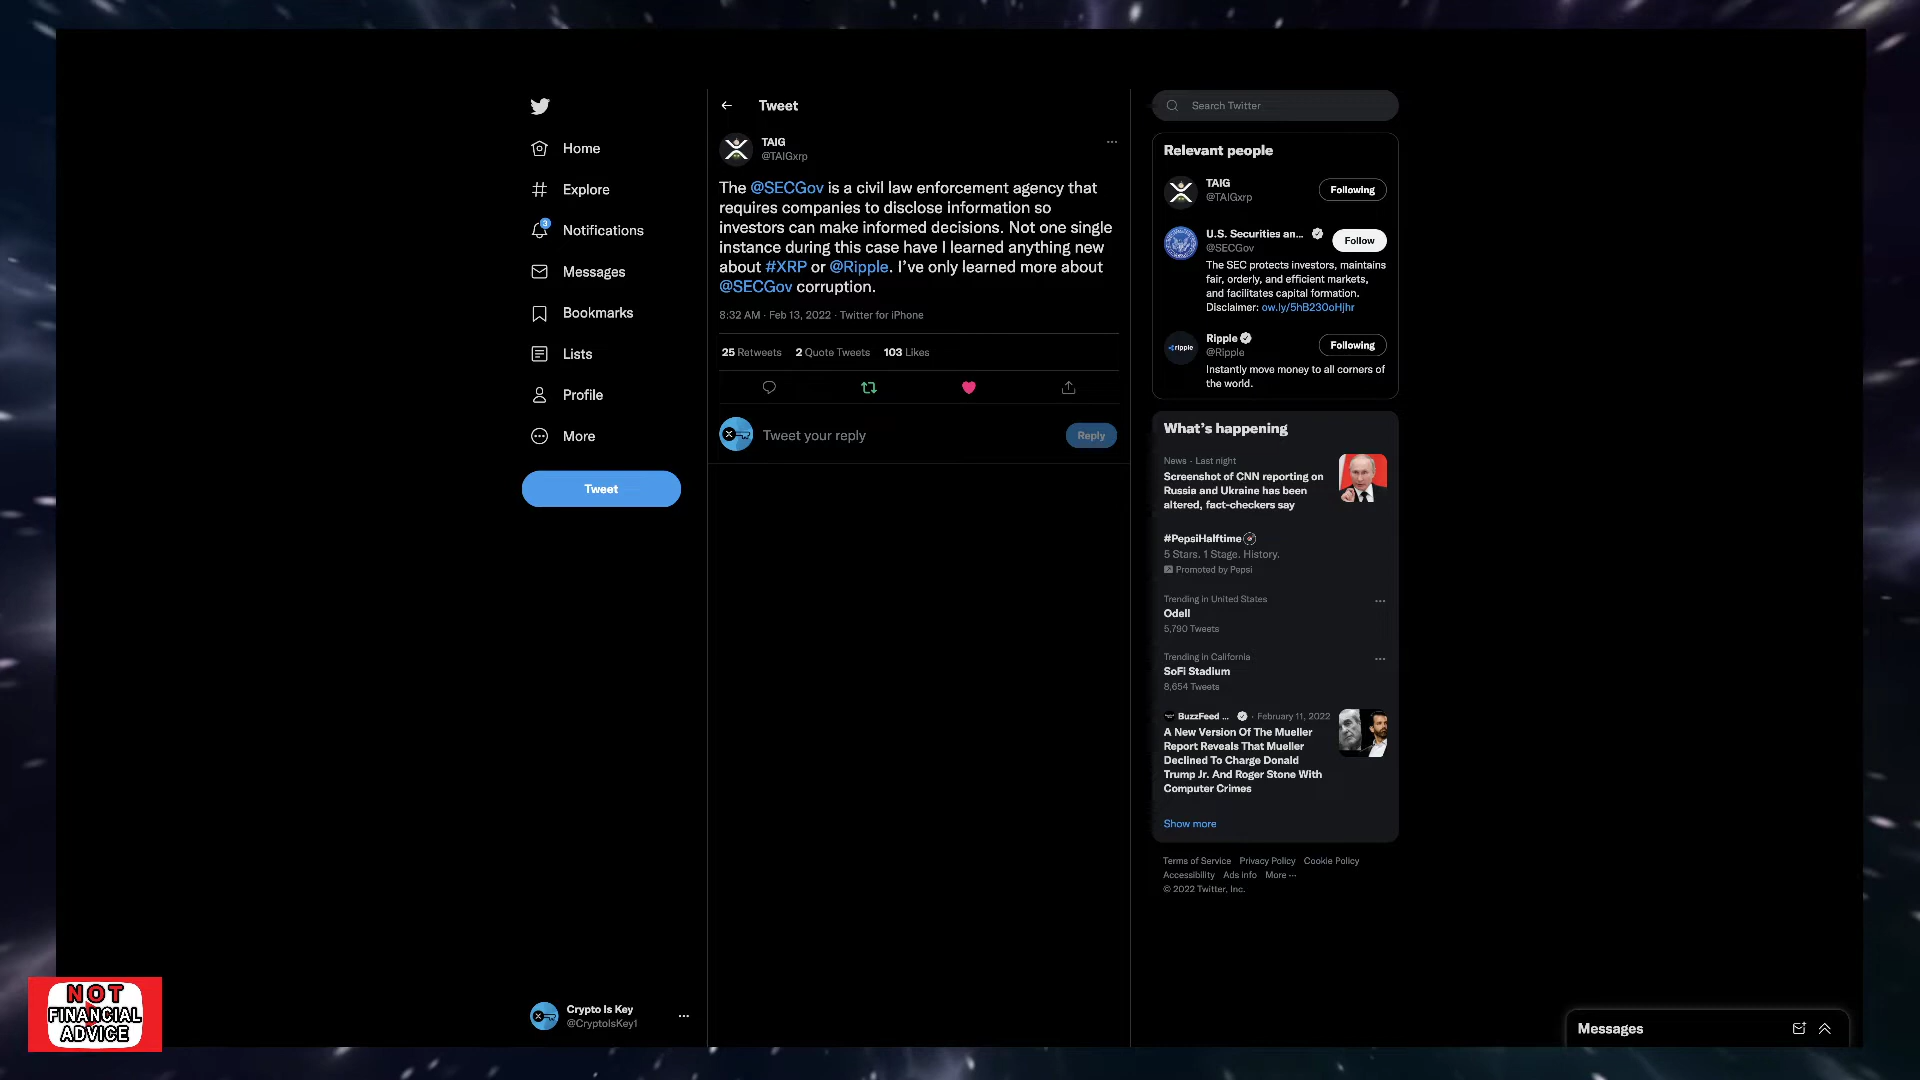 Home
Explore
3
Notifications
Messages
Bookmarks
Lists
Profile
More
Tweet
Crypto Is Key
@CryptoIsKey1
NOT
FINANCIAL
ADVICE
Tweet
TAIG
@TAIGxrp
The @SECGov is a civil law enforcement agency that
requires companies to disclose information so
investors can make informed decisions. Not one single
instance during this case have I learned anything new
about #XRP or @Ripple. I’ve only learned more about
@SECGov corruption.
8:32 AM · Feb 13, 2022 · Twitter for iPhone
25 Retweets 2 Quote Tweets 103 Likes
Tweet your reply
Reply
Search Twitter
Relevant people
TAIG
@TAIGxrp
Following
U.S. Securities an...
@SECGov
Follow
The SEC protects investors, maintains
fair, orderly, and efficient markets,
and facilitates capital formation.
Disclaimer: ow.ly/5hB230oHjhr
ripple
Ripple
@Ripple
Following
Instantly move money to all corners of
the world.
What’s happening
News · Last night
Screenshot of CNN reporting on
Russia and Ukraine has been
altered, fact-checkers say
#PepsiHalftime
5 Stars. 1 Stage. History.
Promoted by Pepsi
Trending in United States
Odell
5,790 Tweets
Trending in California
SoFi Stadium
8,654 Tweets
BuzzFeed ... · February 11, 2022
A New Version Of The Mueller
Report Reveals That Mueller
Declined To Charge Donald
Trump Jr. And Roger Stone With
Computer Crimes
Show more
Terms of Service Privacy Policy Cookie Policy
Accessibility Ads info More ···
© 2022 Twitter, Inc.
Messages